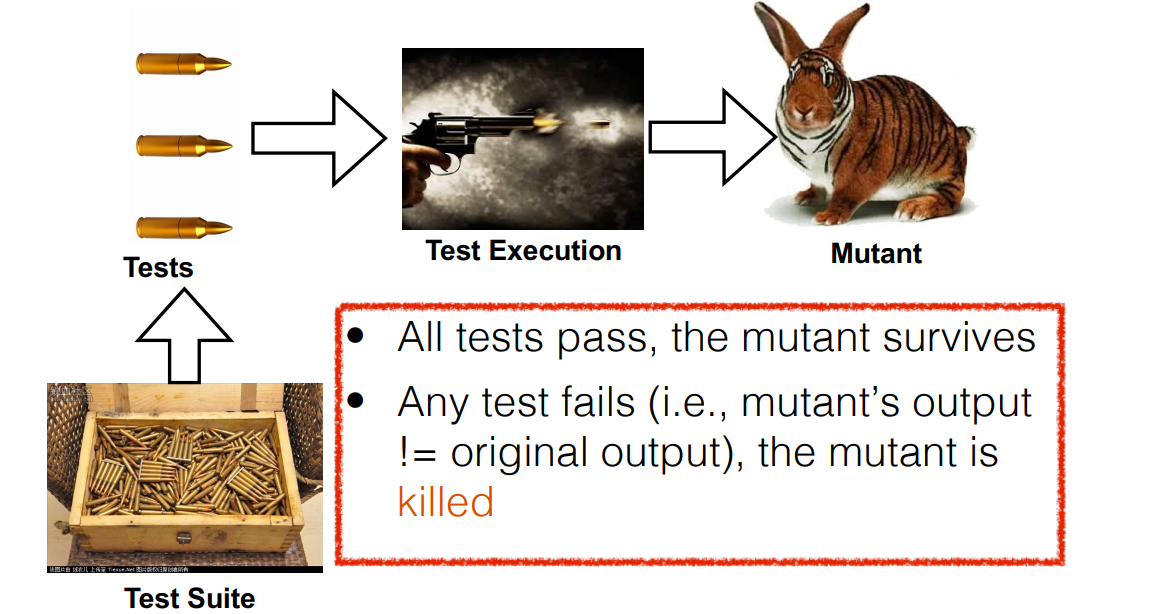 Tests
Test Execution
Mutant
• All tests pass, the mutant survives
• Any test fails (i.e., mutant's output
!= original output), the mutant is
killed
Test Suite